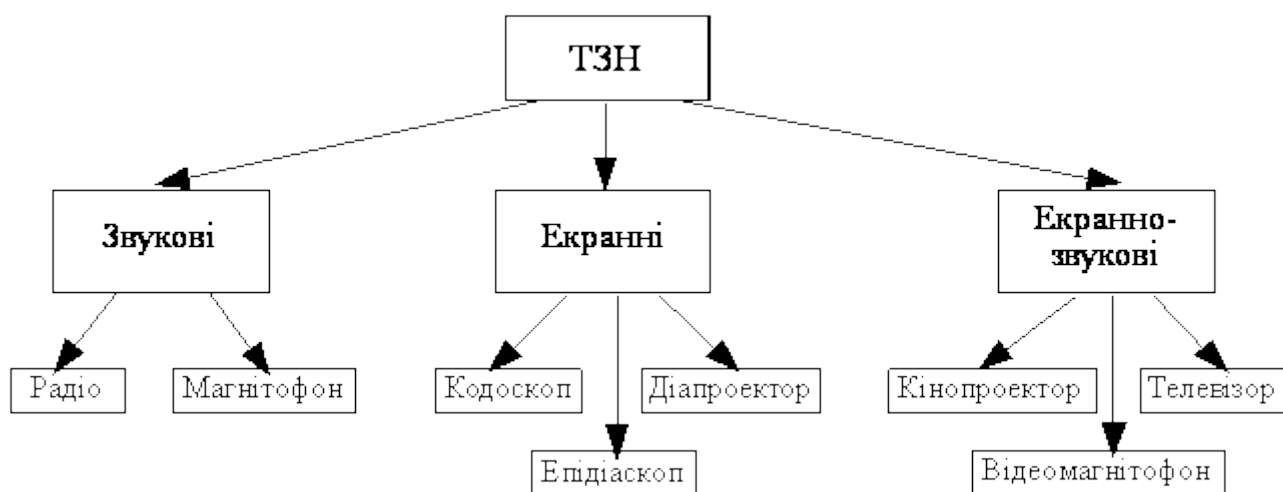 ТЗН
Звукові
Екранні
Екранно-
звукові
Радіо
Магнітофон
Кодоскоп
Діапроектор
Кінопроектор
Телевізор
Епідіаскоп
Відеомагнітофон